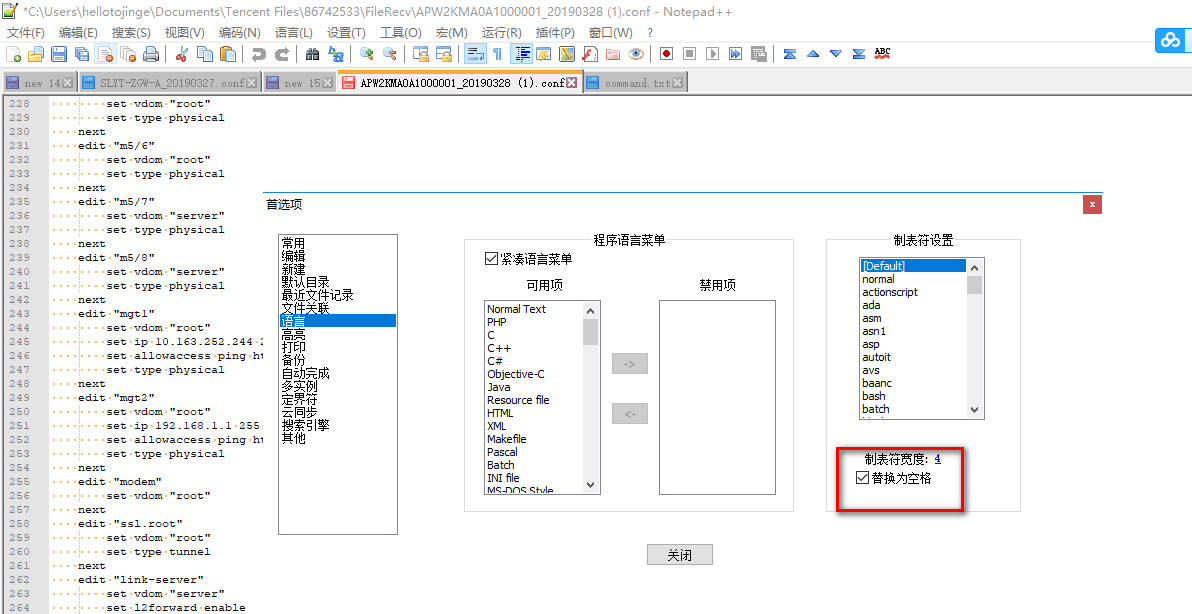 *C:\Users\hellotojinge\Documents\Tencent Files\86742533\FileRecv\APW2KMA0A1000001_20190328 (1).conf - Notepad++
文件(F) 编辑(E) 搜索(S) 视图(V) 编码(N) 语言(L) 设置(T) 工具(O) 宏(M) 运行(R) 插件(P) 窗口(W) ?
new 14 SLYT-ZGW-A_20190327.conf new 15 APW2KMA0A1000001_20190328 (1).conf command.txt
228 set vdom "root"
229 set type physical
230 next
231 edit "m5/6"
232 set vdom "root"
233 set type physical
234 next
235 edit "m5/7"
236 set vdom "server"
237 set type physical
238 next
239 edit "m5/8"
240 set vdom "server"
241 set type physical
242 next
243 edit "mgt1"
244 set vdom "root"
245 set ip 10.163.252.244 2
246 set allowaccess ping ht
247 set type physical
248 next
249 edit "mgt2"
250 set vdom "root"
251 set ip 192.168.1.1 255.
252 set allowaccess ping ht
253 set type physical
254 next
255 edit "modem"
256 set vdom "root"
257 next
258 edit "ssl.root"
259 set vdom "root"
260 set type tunnel
261 next
262 edit "link-server"
263 set vdom "server"
264 set l2forward enable
首选项
x
常用
编辑
新建
默认目录
最近文件记录
文件关联
语言
高亮
打印
备份
自动完成
多实例
定界符
云同步
搜索引擎
其他
程序语言菜单
紧凑语言菜单
可用项
禁用项
Normal Text
PHP
C
C++
C#
Objective-C
Java
Resource file
HTML
XML
Makefile
Pascal
Batch
INI file
MS-DOS Style
->
<-
制表符设置
[Default]
normal
actionscript
ada
asm
asn1
asp
autoit
avs
baanc
bash
batch
制表符宽度: 4
替换为空格
关闭